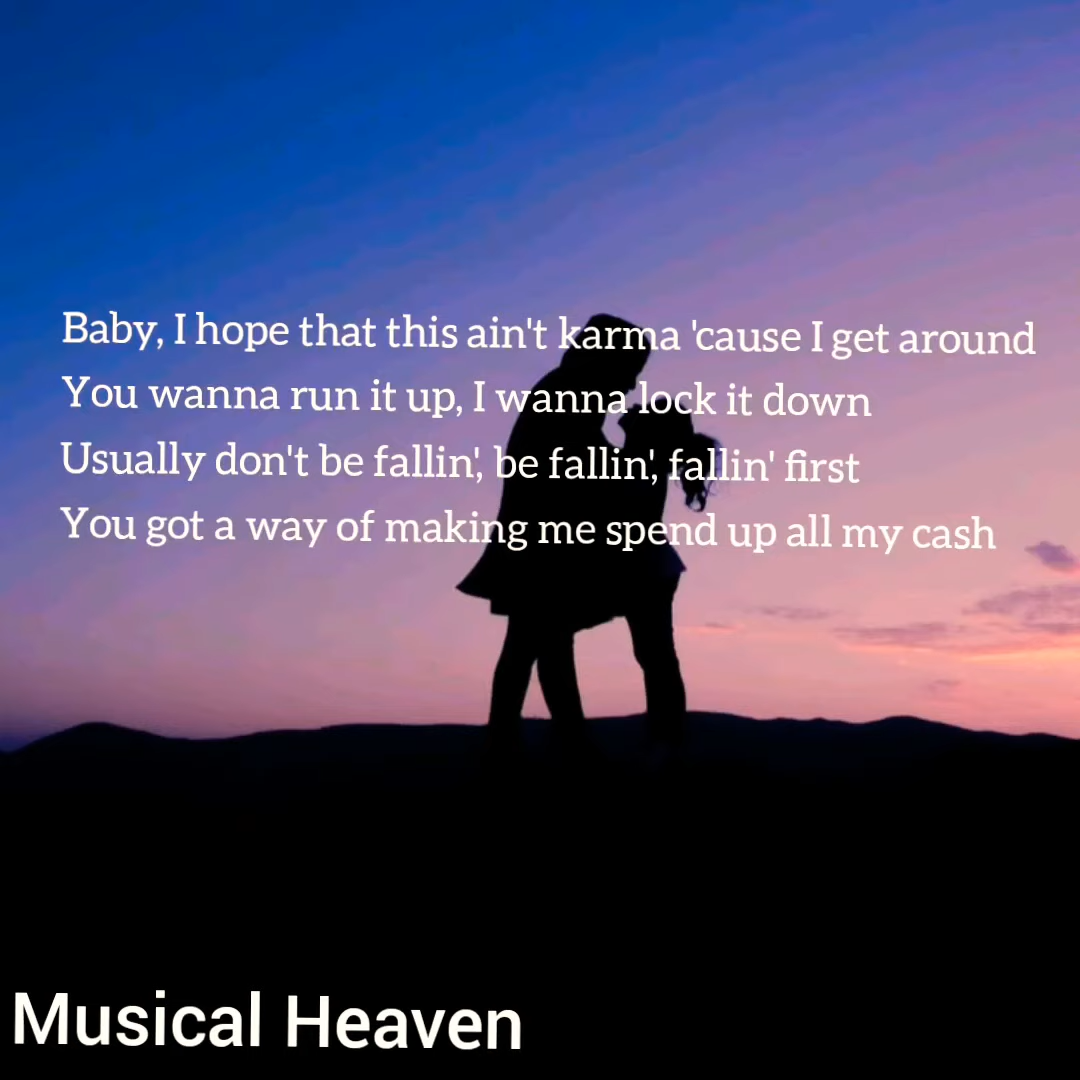 Baby, I hope that this ain't karma 'cause I get around
You wanna run it up, I wanna lock it down
Usually don't be fallin', be fallin', fallin' first
You got a way of making me spend up all my cash
Musical Heaven